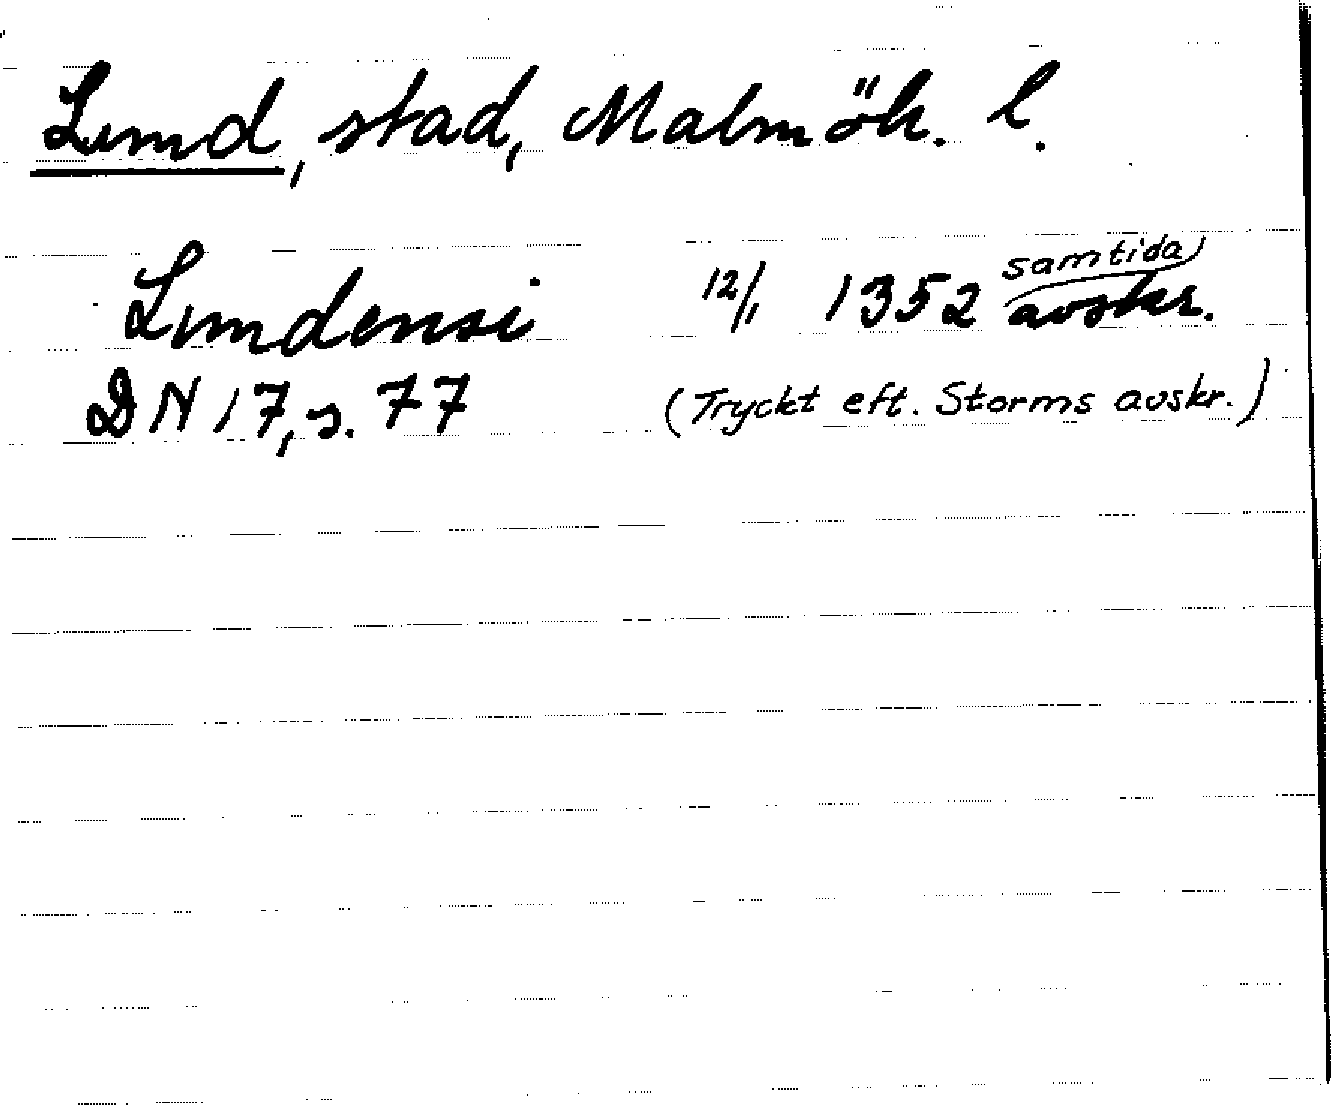 Lund, stad, Malmöh. l.
Lundensi 12/1 1352 samtida avskr.
DN 17, s. 77 (Tryckt eft. Storms avskr.)